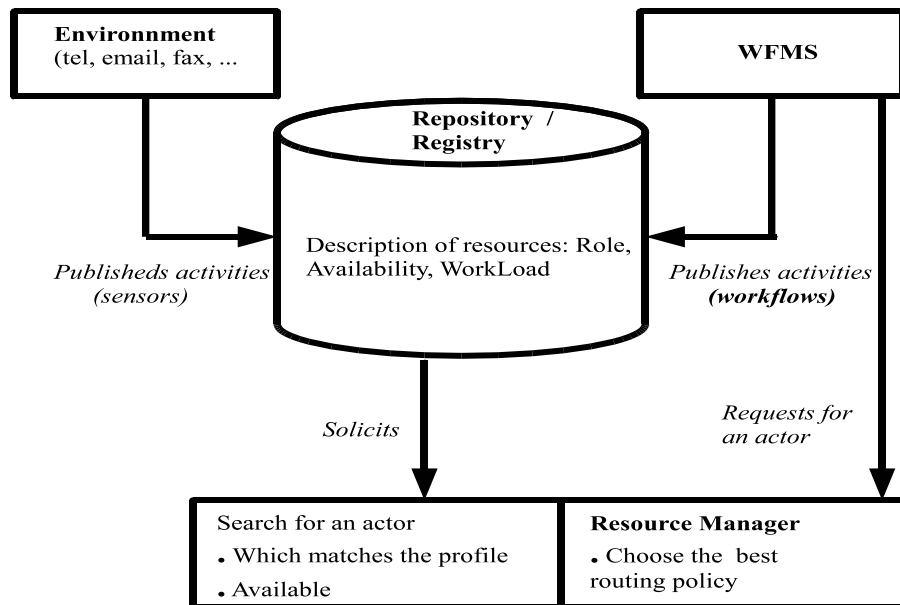 Environnment
(tel, email, fax, ...
WFMS
Repository /
Registry
Description of resources: Role,
Availability, WorkLoad
Publisheds activities
(sensors)
Publishes activities
(workflows)
Solicits
Requests for
an actor
Search for an actor
. Which matches the profile
. Available
Resource Manager
. Choose the best
routing policy